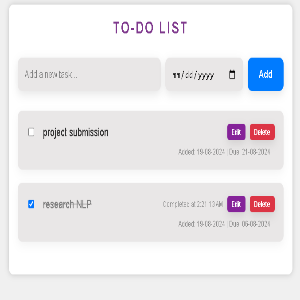 TO-DO LIST
Add a new task...
mm/dd/yyyy
Add
project submission
Edit
Delete
Added: 19-08-2024 | Due: 21-08-2024
research NLP
Completed at 2:21:13 AM
Edit
Delete
Added: 19-08-2024 | Due: 06-08-2024